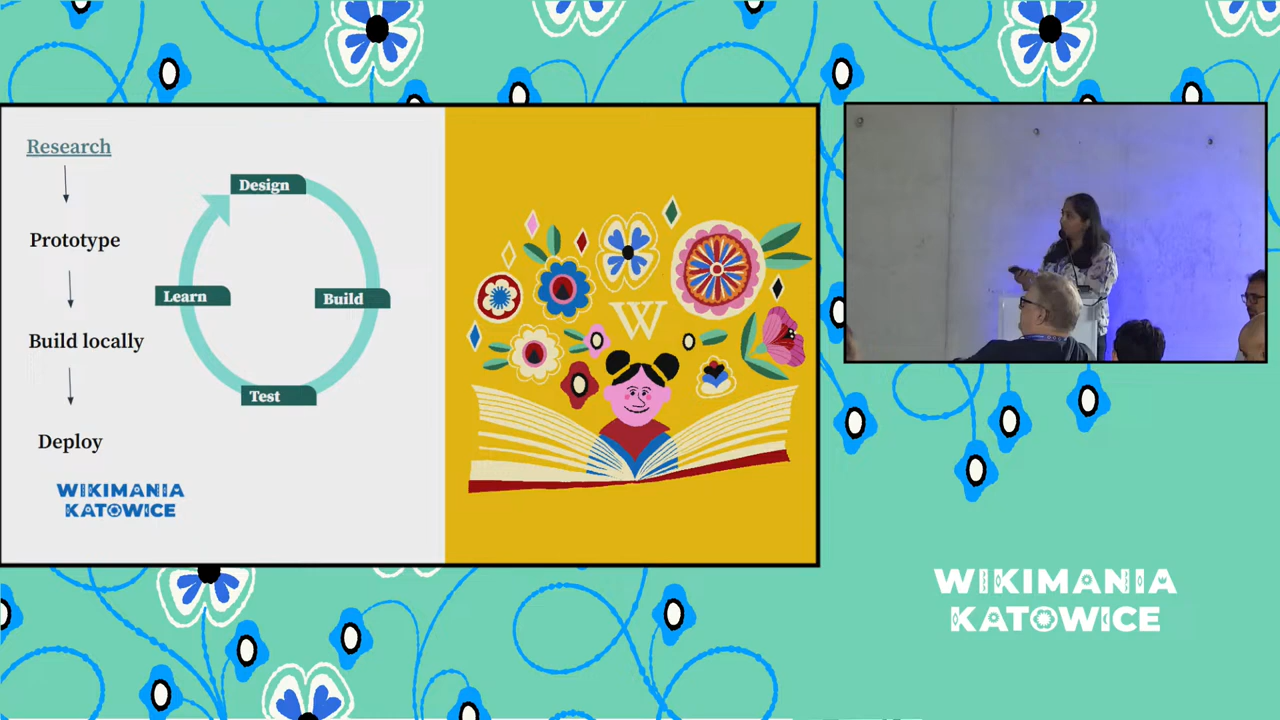 Research
Prototype
Build locally
Deploy
Design
Build
Test
Learn
WIKIMANIA
KATOWICE
W
WIKIMANIA
KATOWICE